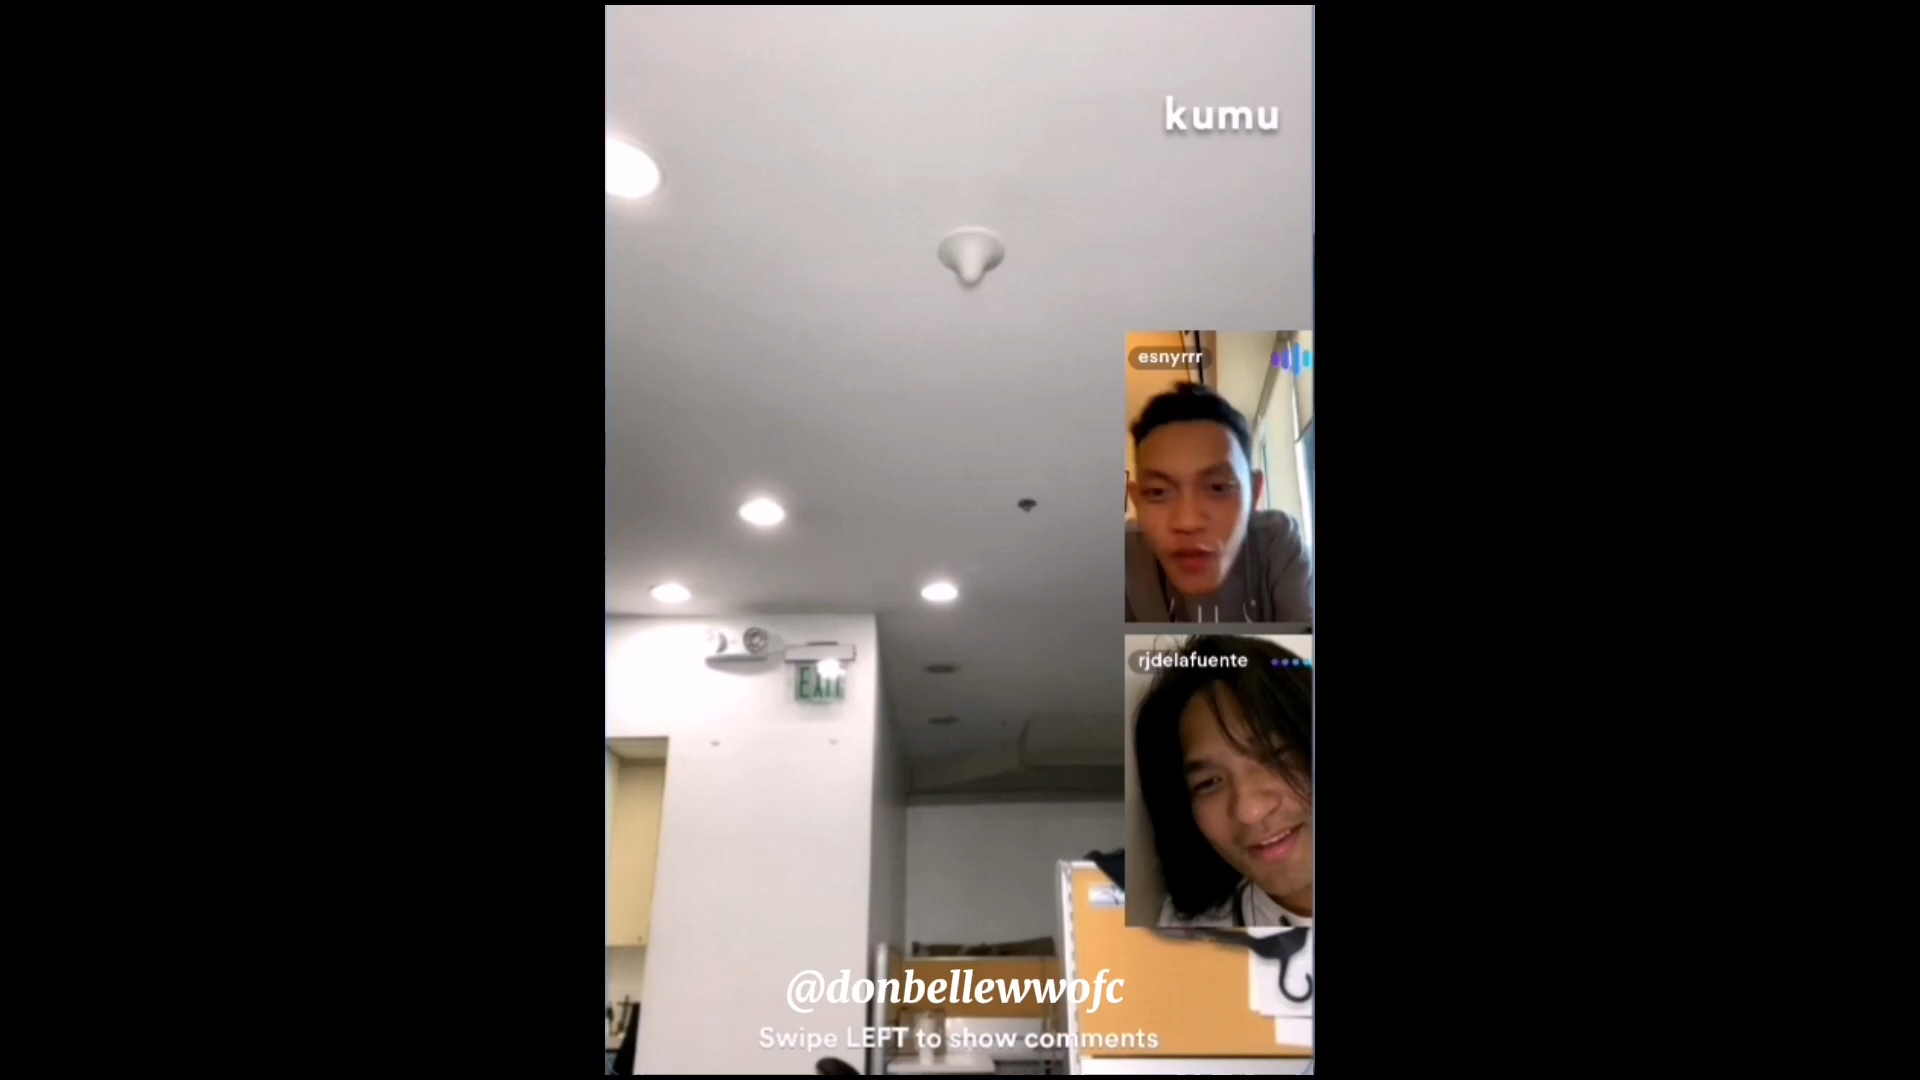 kumu
esnyrrr
rjdelafuente
EXIT
@donbellewwofc
Swipe LEFT to show comments